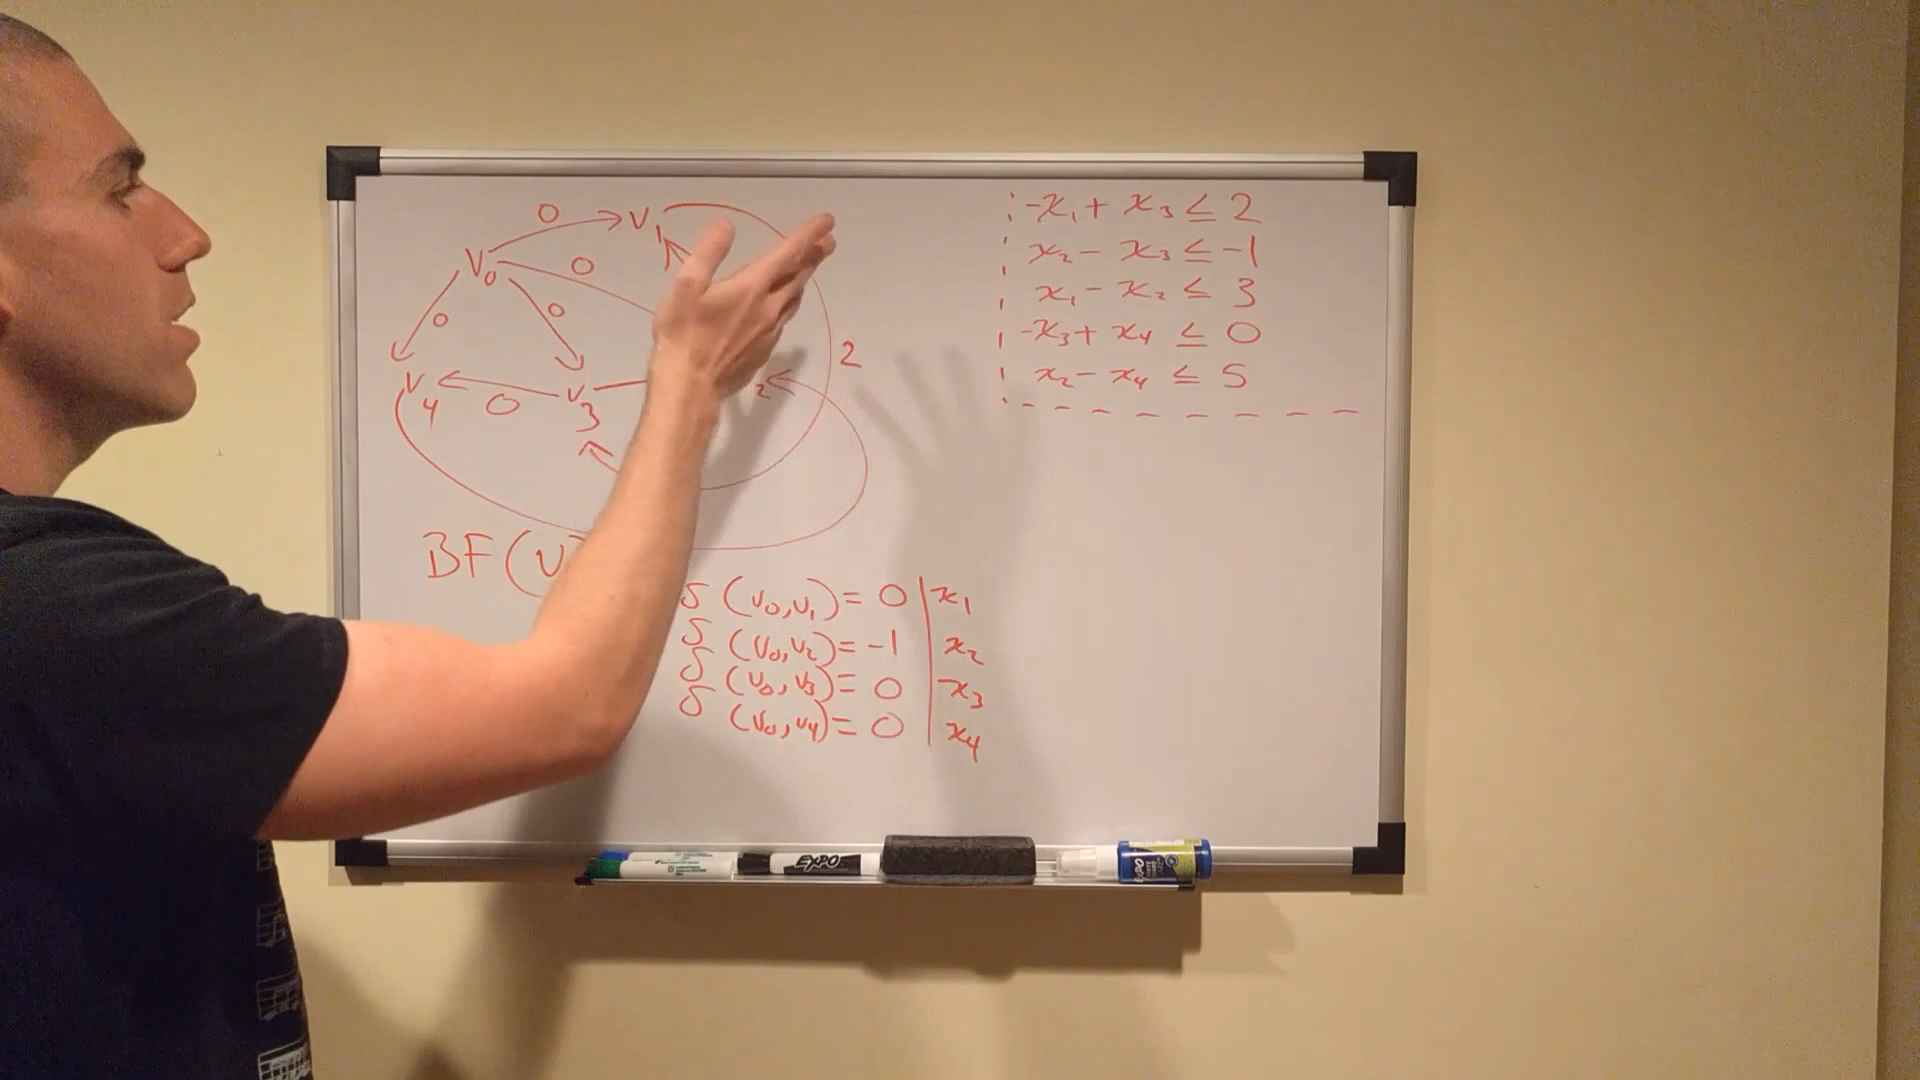 0 v₁
v₀ 0
0 0
2
v₄ 0 v₃ ₂
BF(v
-x₁ + x₃ ≤ 2
x₂ - x₃ ≤ -1
x₁ - x₂ ≤ 3
-x₃ + x₄ ≤ 0
x₂ - x₄ ≤ 5
δ (v₀,v₁) = 0 | x₁
δ (v₀,v₂) = -1 | x₂
δ (v₀,v₃) = 0 | x₃
δ (v₀,v₄) = 0 | x₄
EXPO
EXPO